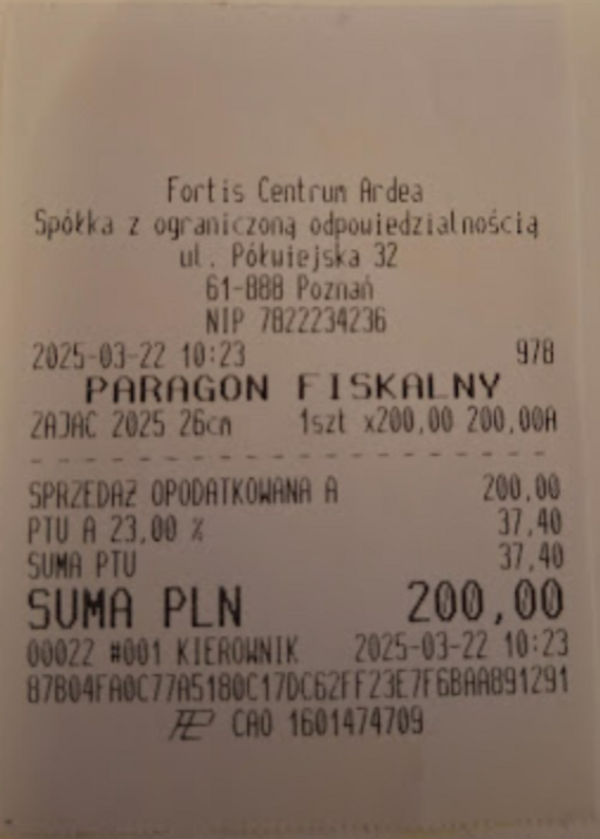 Fortis Centrum Ardea
Spółka z ograniczoną odpowiedzialnością
ul. Półwiejska 32
61-888 Poznań
NIP 7822234236
2025-03-22 10:23 978
PARAGON FISKALNY
ZAJAC 2025 26cm 1szt x200,00 200,00A
SPRZEDAŻ OPODATKOWANA A 200,00
PTU A 23,00 % 37,40
SUMA PTU 37,40
SUMA PLN 200,00
00022 #001 KIEROWNIK 2025-03-22 10:23
87B04FA0C77A5180C17DC62FF23E7F6BAA891291
CAO 1601474709